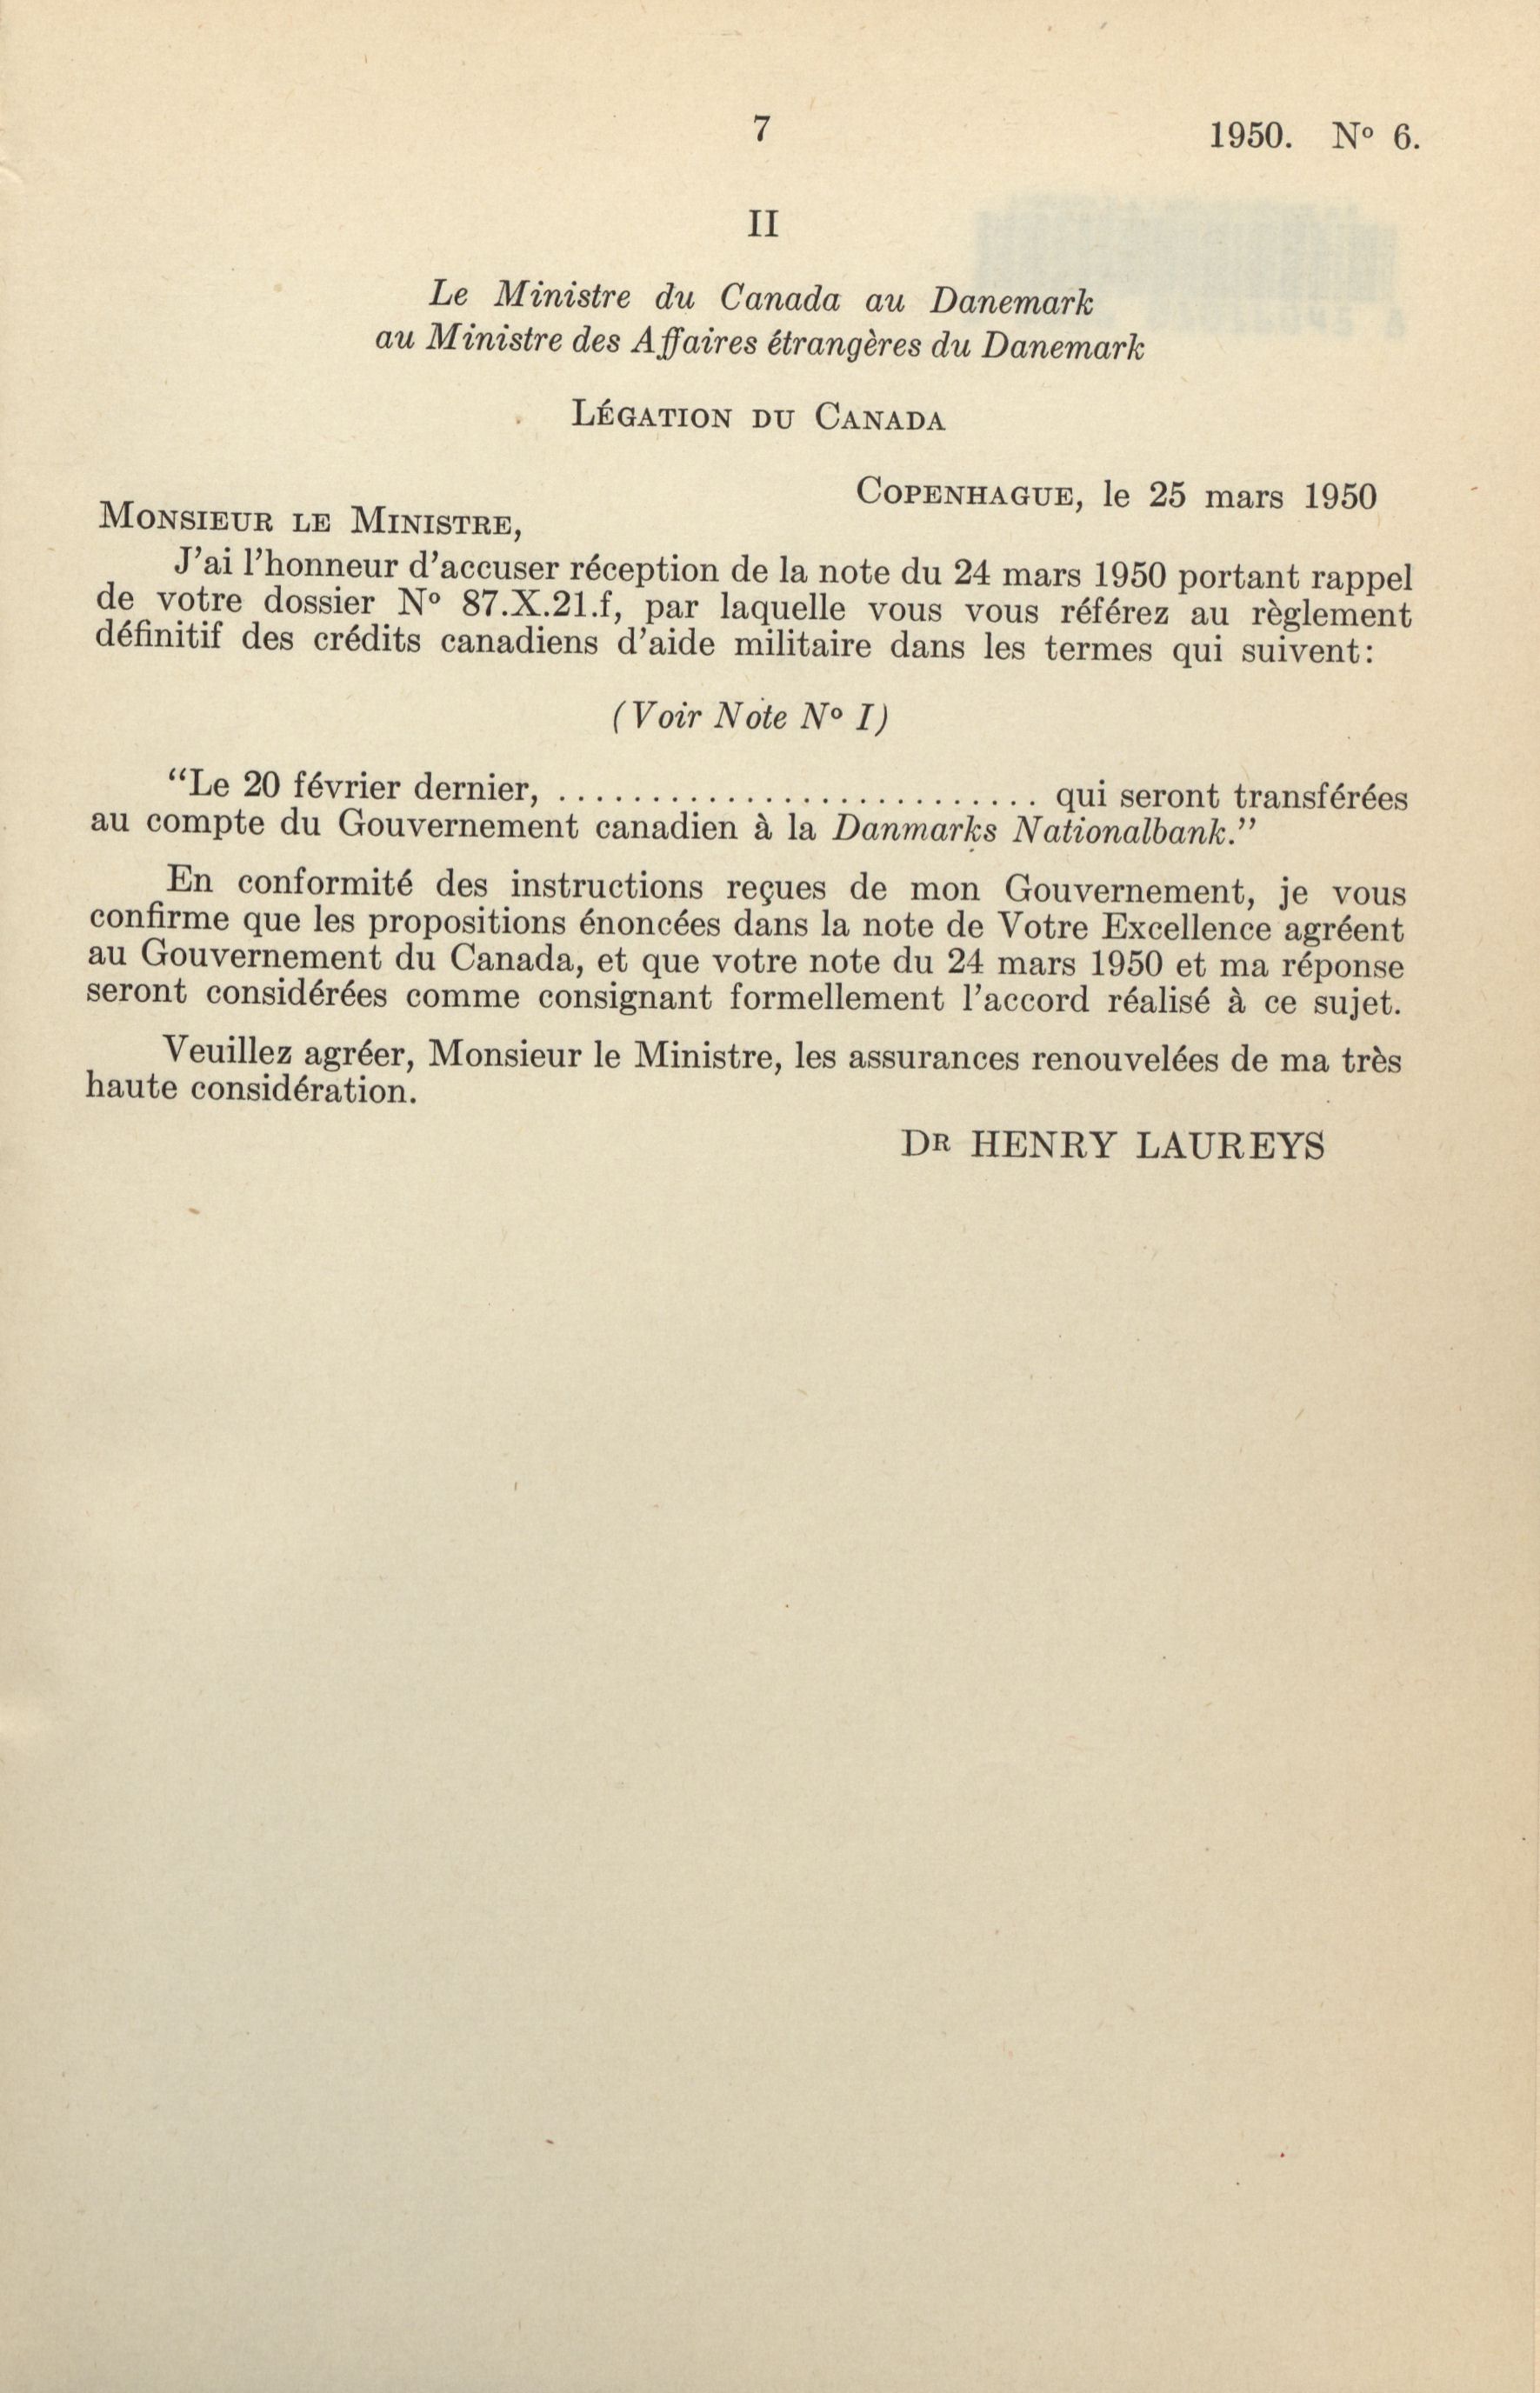 7
1950. Nº 6.
II
Le Ministre du Canada au Danemark
au Ministre des Affaires étrangères du Danemark
LÉGATION DU CANADA
COPENHAGUE, le 25 mars 1950
MONSIEUR LE MINISTRE,
J'ai l'honneur d'accuser réception de la note du 24 mars 1950 portant rappel
de votre dossier Nº 87.X.21.f, par laquelle vous vous référez au règlement
définitif des crédits canadiens d'aide militaire dans les termes qui suivent:
(Voir Note Nº I)
“Le 20 février dernier, .......................... qui seront transférées
au compte du Gouvernement canadien à la Danmarks Nationalbank.”
En conformité des instructions reçues de mon Gouvernement, je vous
confirme que les propositions énoncées dans la note de Votre Excellence agréent
au Gouvernement du Canada, et que votre note du 24 mars 1950 et ma réponse
seront considérées comme consignant formellement l'accord réalisé à ce sujet.
Veuillez agréer, Monsieur le Ministre, les assurances renouvelées de ma très
haute considération.
DR HENRY LAUREYS